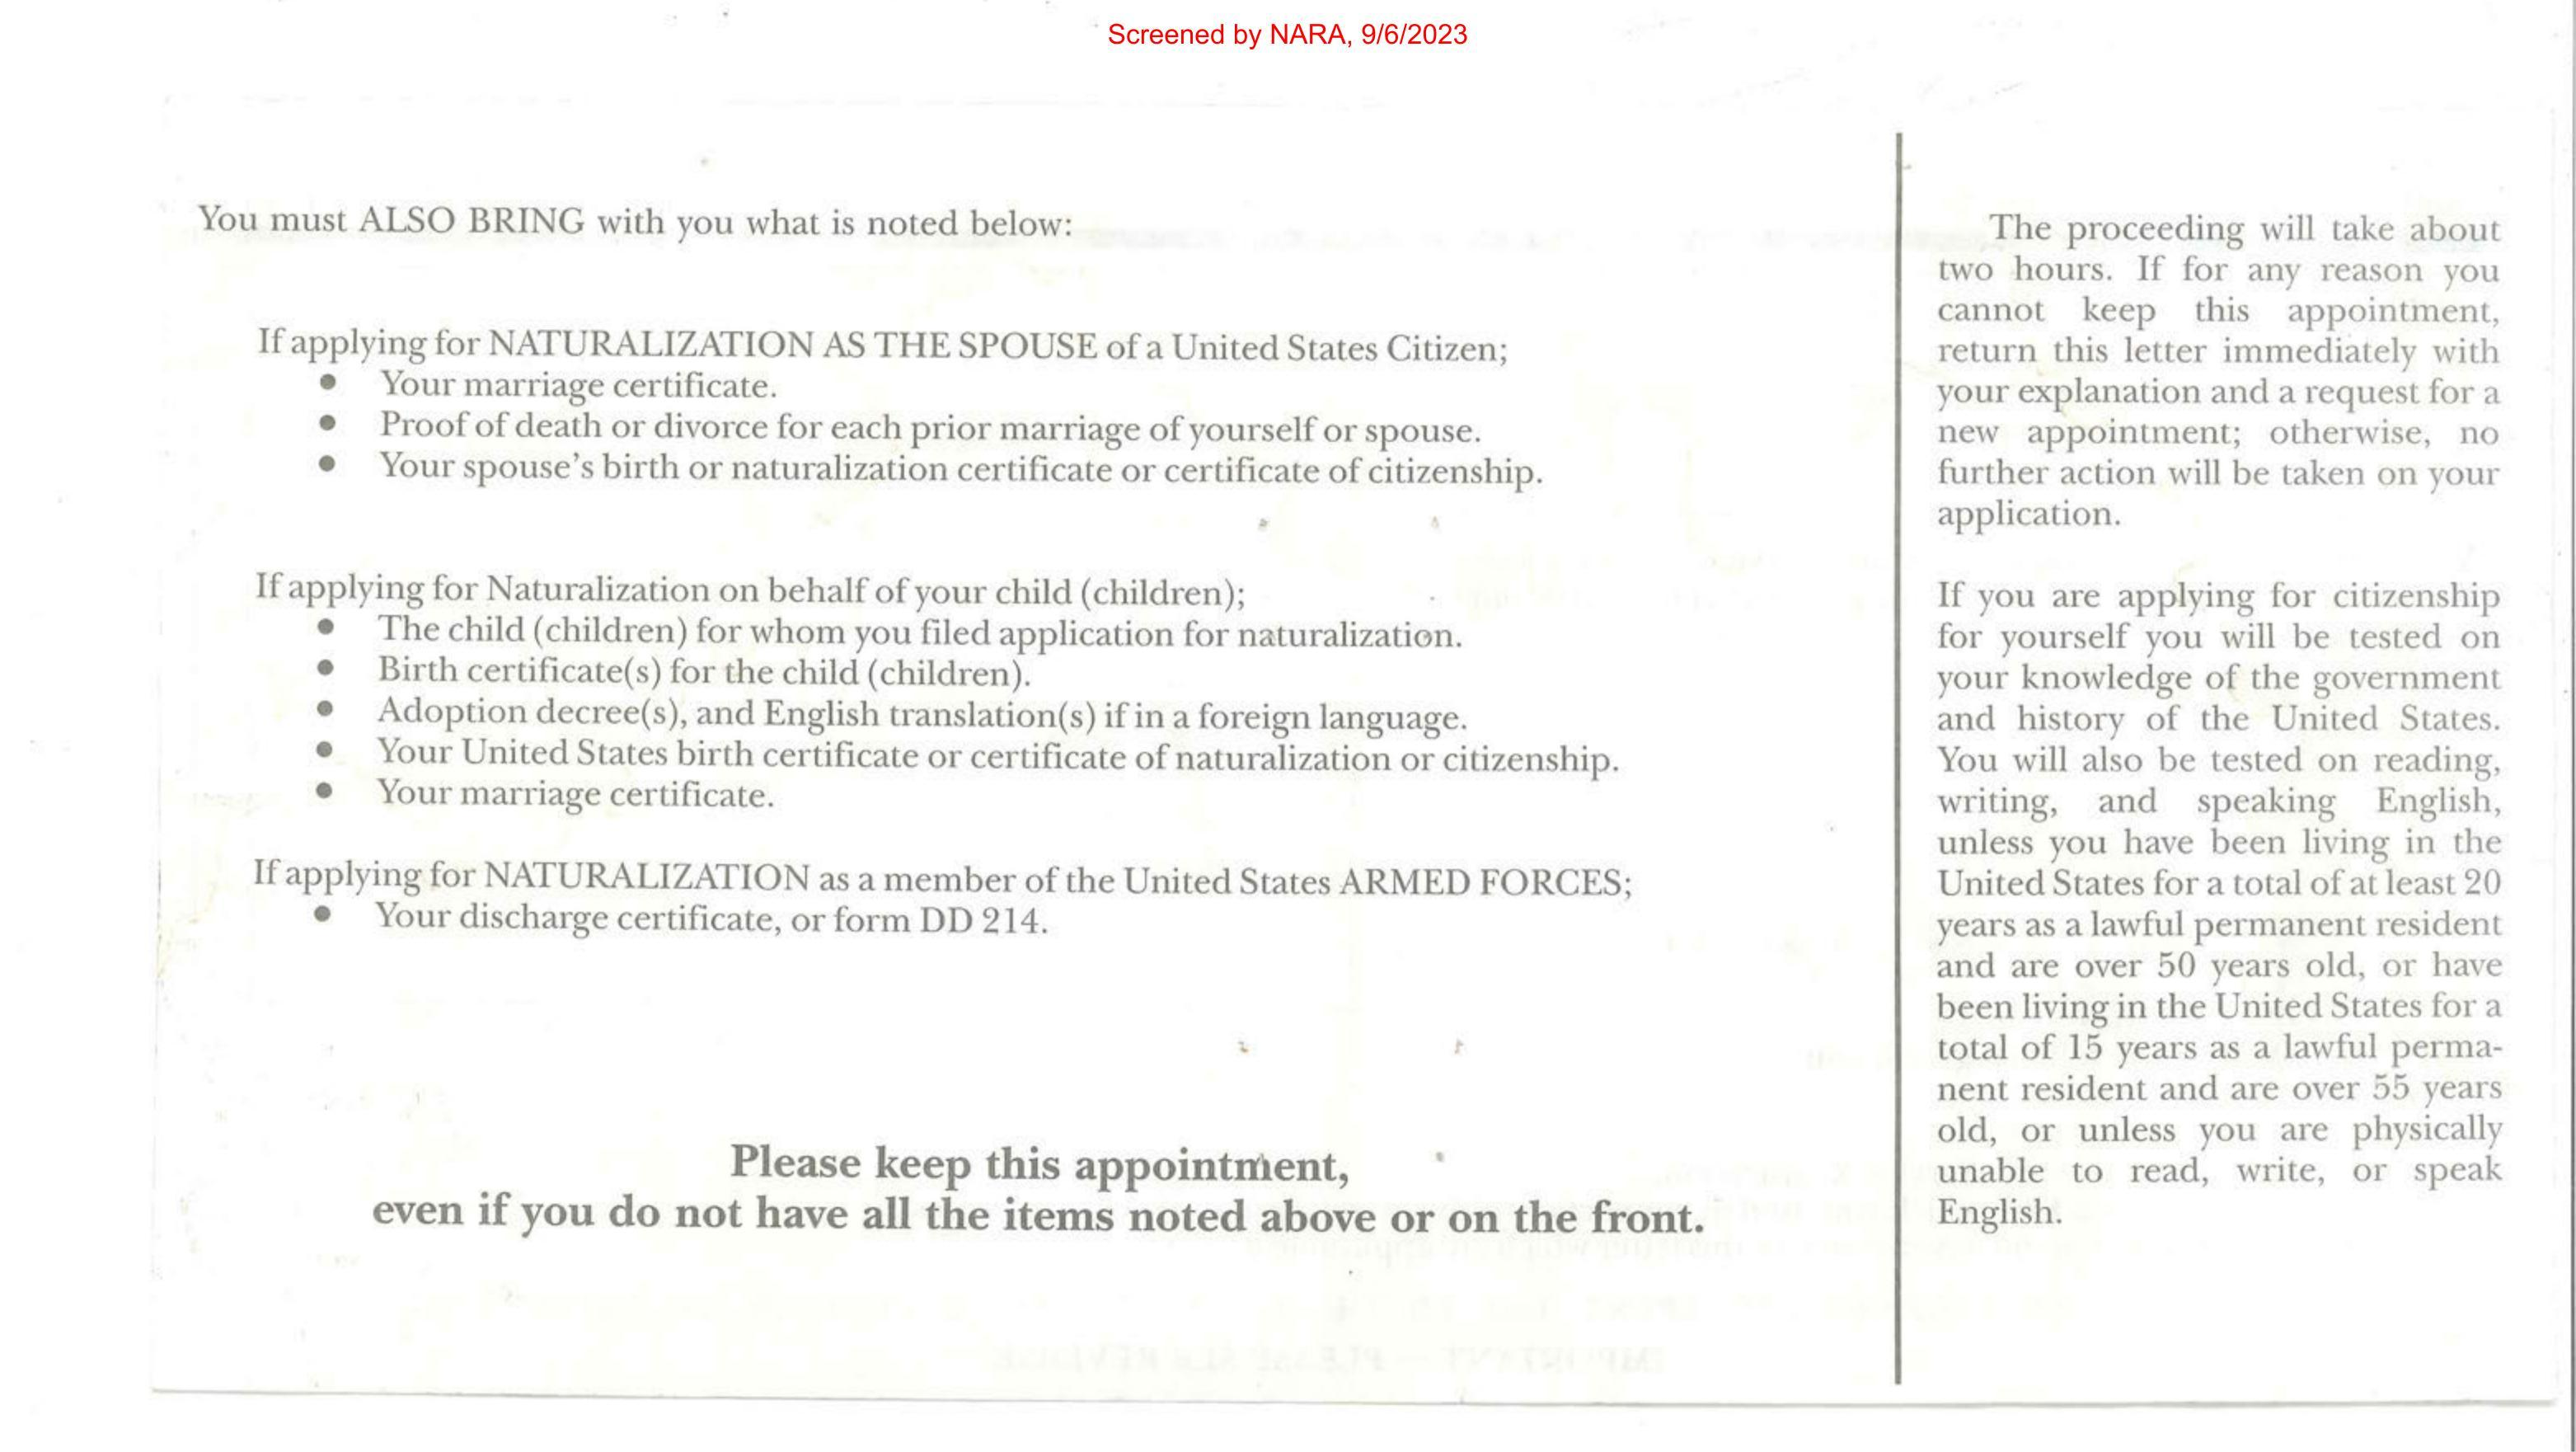 Screened by NARA, 9/6/2023
You must ALSO BRING with you what is noted below:
If applying for NATURALIZATION AS THE SPOUSE of a United States Citizen;
● Your marriage certificate.
● Proof of death or divorce for each prior marriage of yourself or spouse.
● Your spouse's birth or naturalization certificate or certificate of citizenship.
If applying for Naturalization on behalf of your child (children);
● The child (children) for whom you filed application for naturalization.
● Birth certificate(s) for the child (children).
● Adoption decree(s), and English translation(s) if in a foreign language.
● Your United States birth certificate or certificate of naturalization or citizenship.
● Your marriage certificate.
If applying for NATURALIZATION as a member of the United States ARMED FORCES;
● Your discharge certificate, or form DD 214.
Please keep this appointment,
even if you do not have all the items noted above or on the front.
The proceeding will take about
two hours. If for any reason you
cannot keep this appointment,
return this letter immediately with
your explanation and a request for a
new appointment; otherwise, no
further action will be taken on your
application.
If you are applying for citizenship
for yourself you will be tested on
your knowledge of the government
and history of the United States.
You will also be tested on reading,
writing, and speaking English,
unless you have been living in the
United States for a total of at least 20
years as a lawful permanent resident
and are over 50 years old, or have
been living in the United States for a
total of 15 years as a lawful perma-
nent resident and are over 55 years
old, or unless you are physically
unable to read, write, or speak
English.